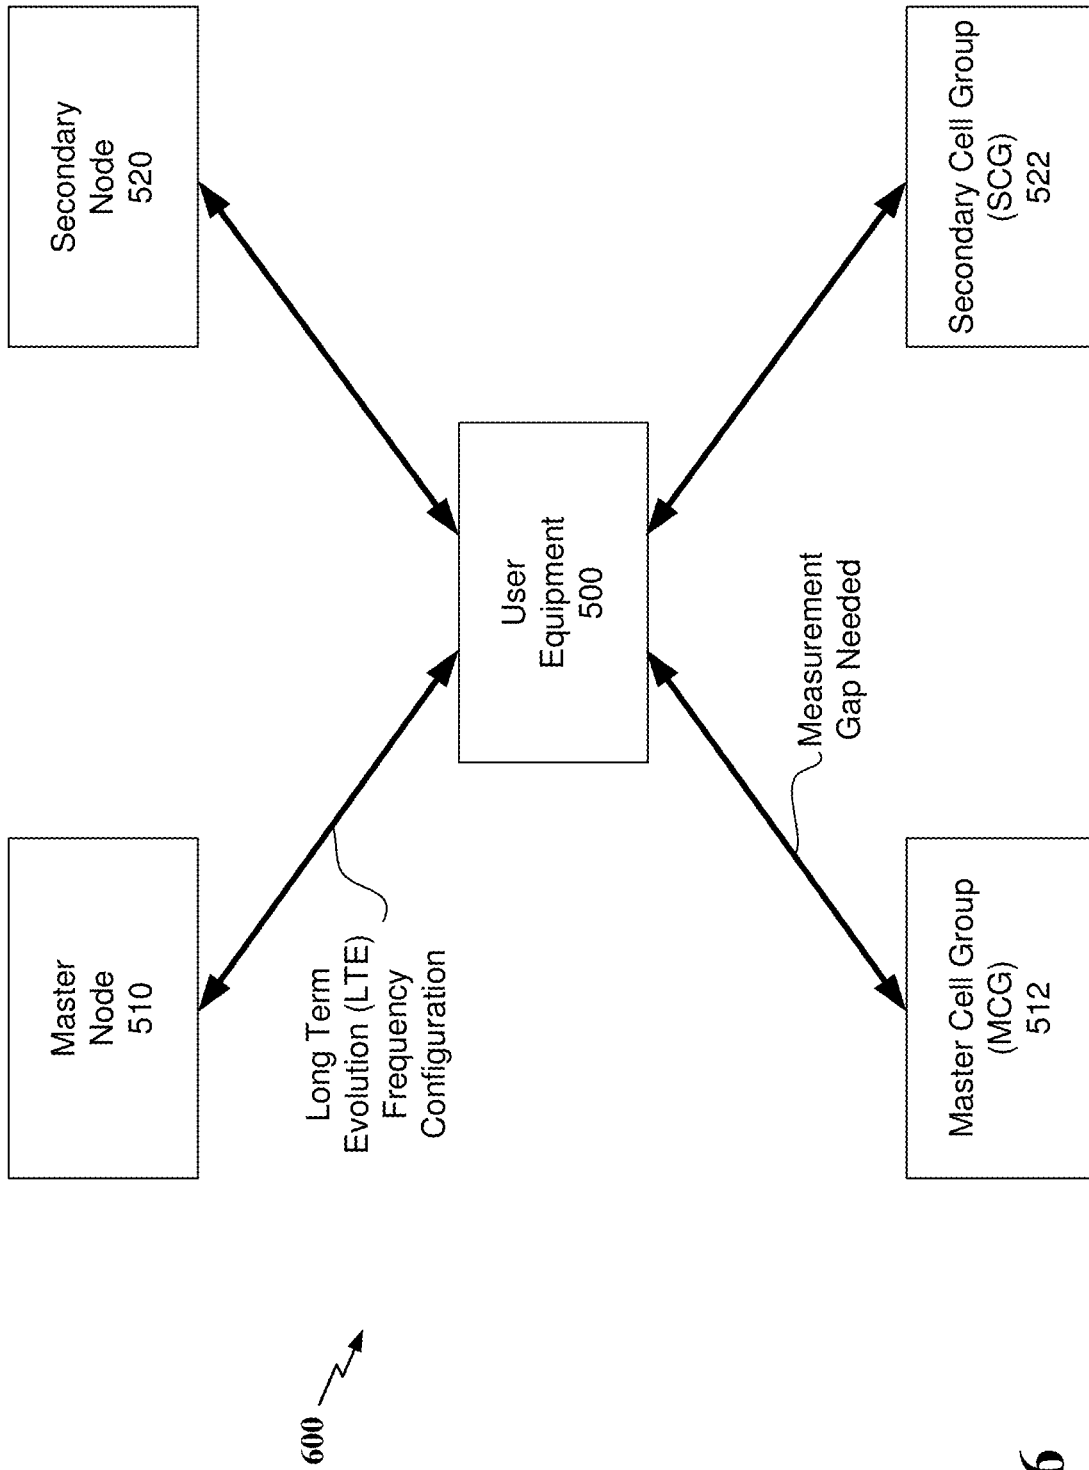 600
Master
Node
510
Secondary
Node
520
Long Term
Evolution (LTE)
Frequency
Configuration
User
Equipment
500
Measurement
Gap Needed
Master Cell Group
(MCG)
512
Secondary Cell Group
(SCG)
522